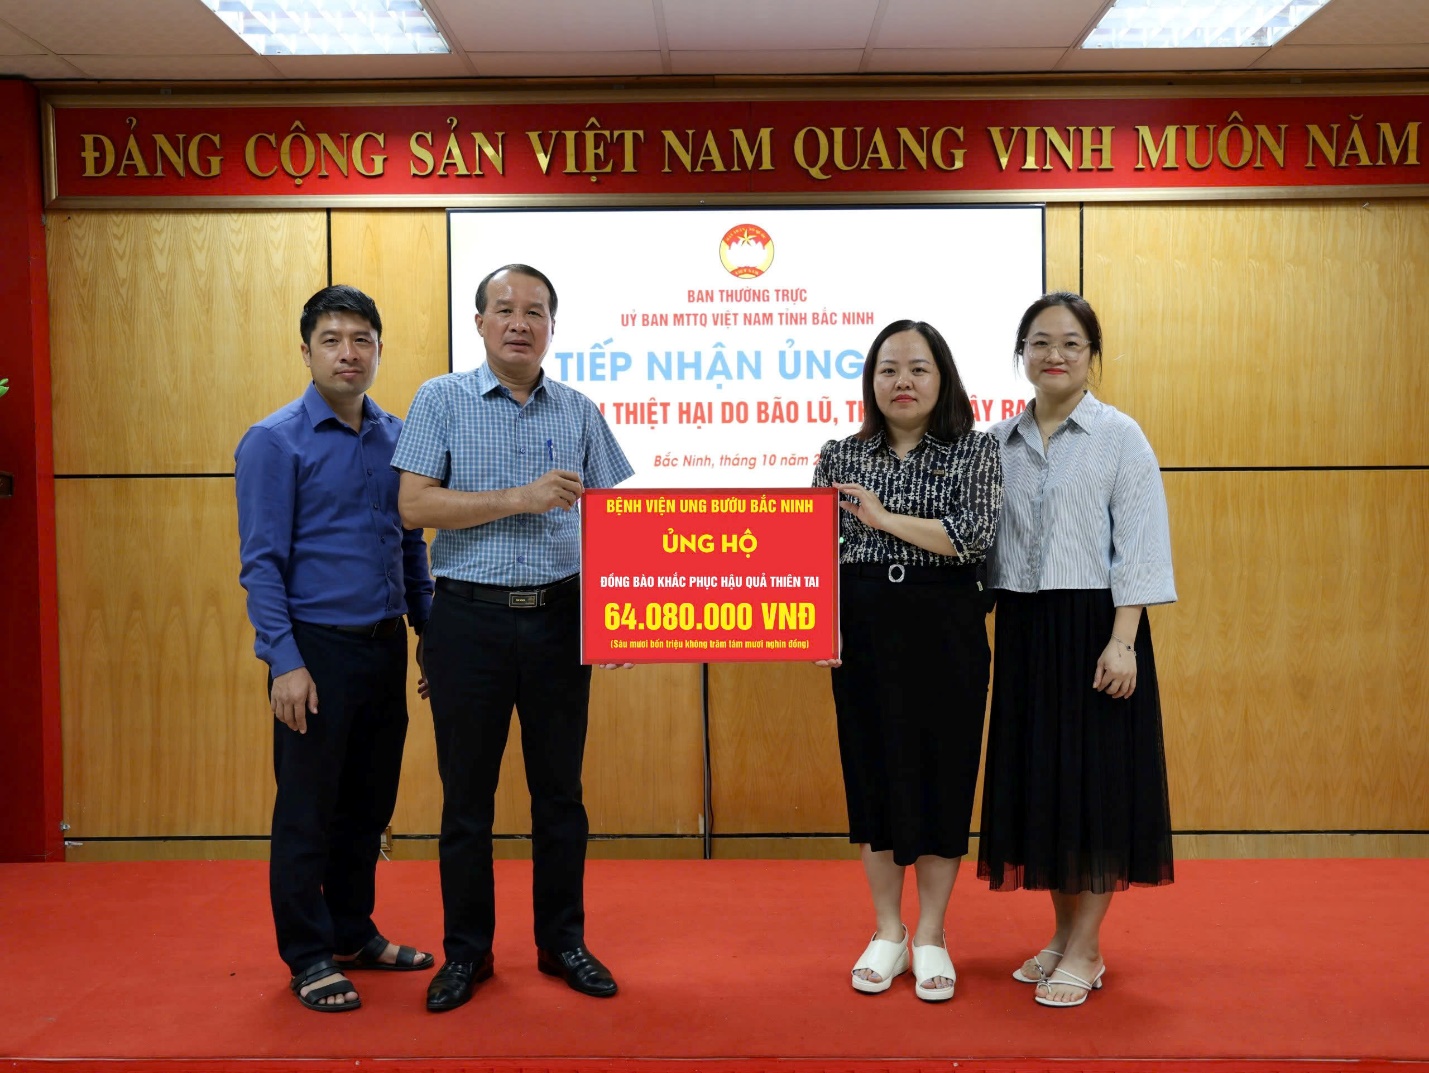 ĐẢNG CỘNG SẢN VIỆT NAM QUANG VINH MUÔN NĂM
BAN THƯỜNG TRỰC
UỶ BAN MTTQ VIỆT NAM TỈNH BẮC NINH
TIẾP NHẬN ỦNG
THIỆT HẠI DO BÃO LŨ, RA
Bắc Ninh, tháng 10 năm 2
BỆNH VIỆN UNG BƯỚU BẮC NINH
ỦNG HỘ
ĐỒNG BÀO KHẮC PHỤC HẬU QUẢ THIÊN TAI
64.080.000 VNĐ
(Sáu mươi bốn triệu không trăm tám mươi nghìn đồng)